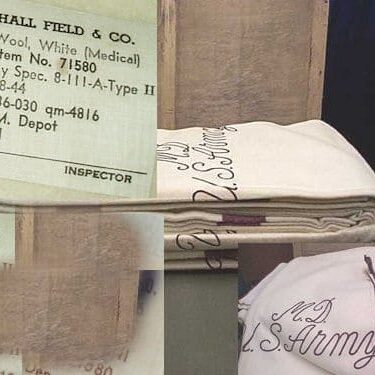 HALL FIELD & CO.
Wool, White (Medical)
tem No. 71580
y Spec. 8-111-A-Type II
8-44
36-030 qm-4816
M. Depot
INSPECTOR
M.D.
U.S. Army
M.D.
U.S. Army